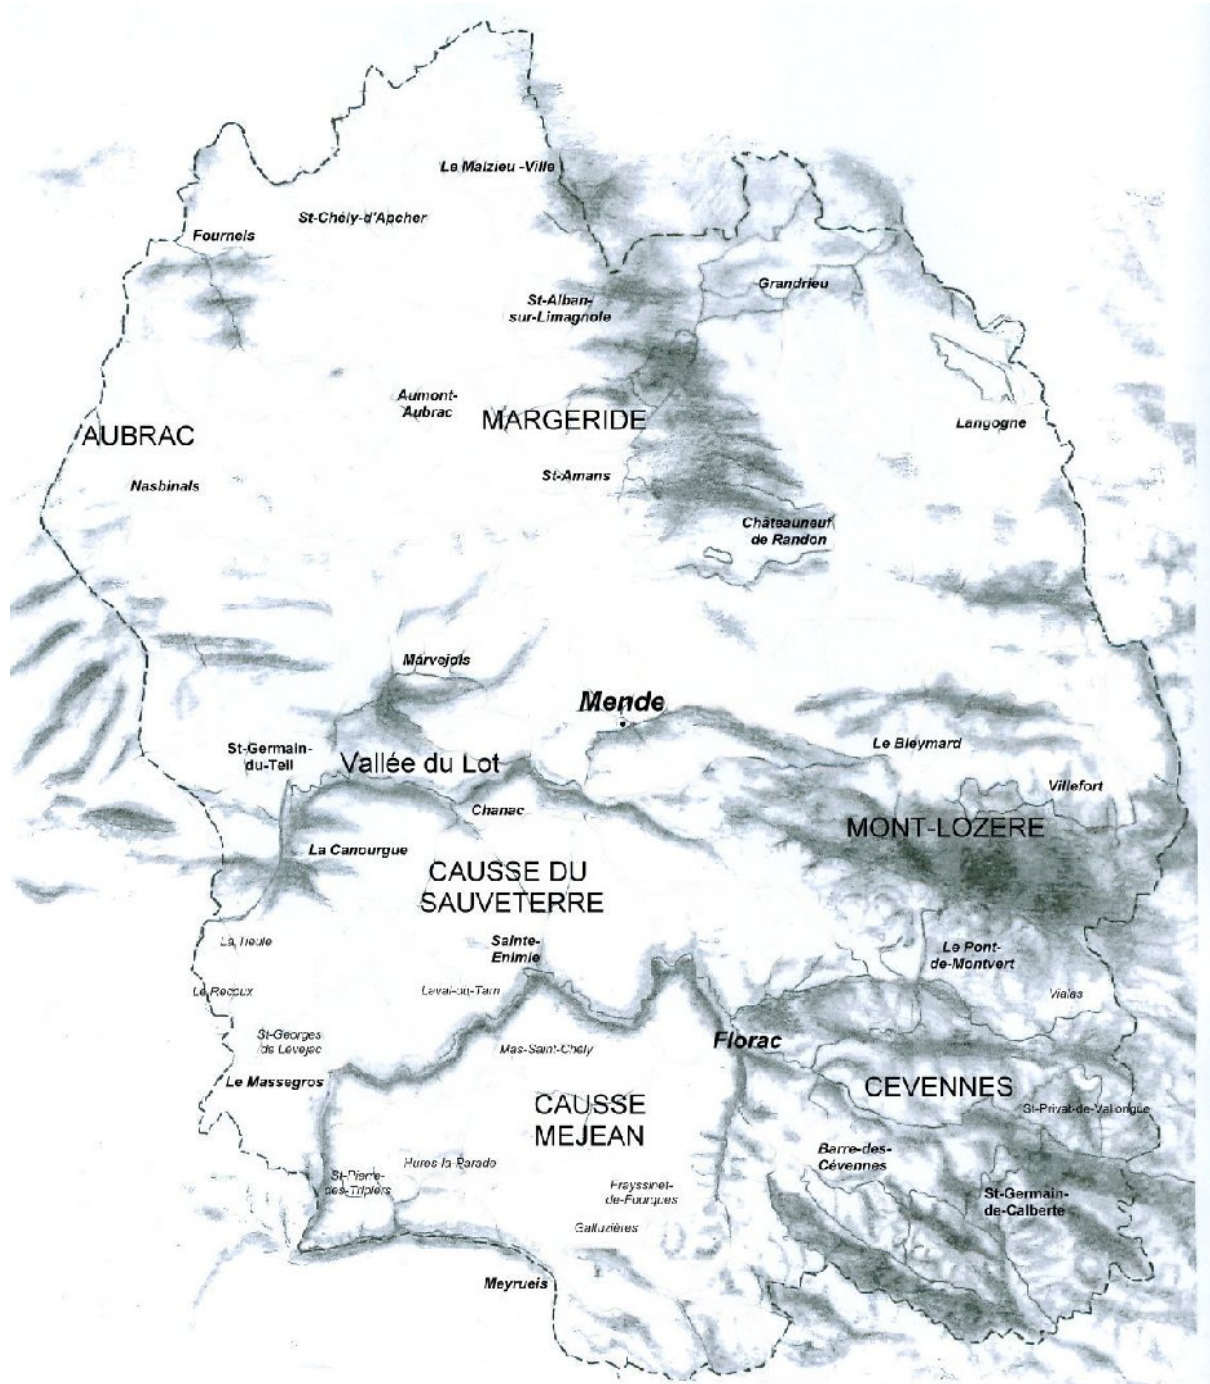 Le Malzieu -Ville
St-Chély-d'Apcher
Fournels
Grandrieu
St-Alban-
sur-Limagnole
Aumont-
Aubrac
MARGERIDE
Langogne
AUBRAC
St-Amans
Nasbinals
Châteauneuf
de Randon
Marvejols
Mende
St-Germain-
du-Teil
Vallée du Lot
Le Bleymard
Villefort
Chanac
MONT-LOZERE
La Canourgue
CAUSSE DU
SAUVETERRE
La Tieule
Sainte-
Enimie
Le Pont-
de-Montvert
Le Recoux
Laval-du-Tarn
Vialas
St-Georges
de Lévejac
Mas-Saint-Chély
Florac
Le Massegros
CEVENNES
CAUSSE
MEJEAN
St-Privat-de-Vallongue
Barre-des-
Cévennes
Hures-la-Parade
St-Pierre-
des-Tripiers
Frayssinet-
de-Fourques
St-Germain-
de-Calberte
Gatuzières
Meyrueis